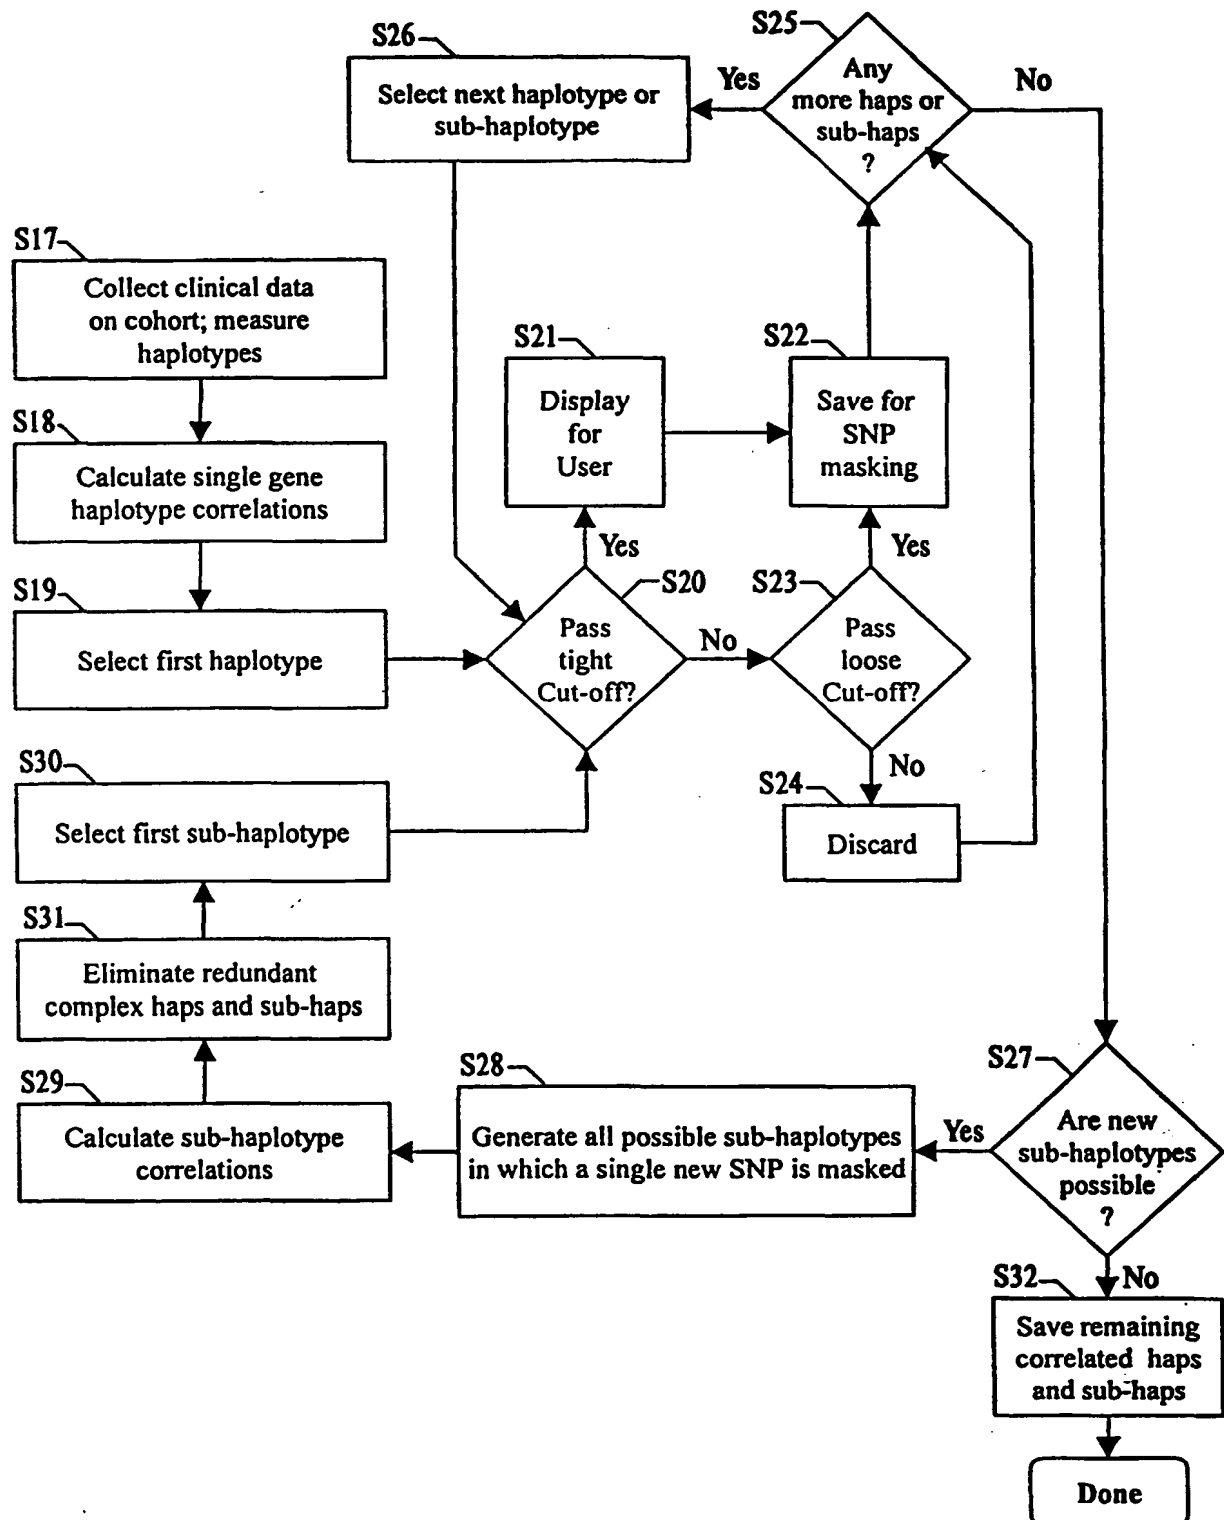 S25
S26
Any
more haps or
sub-haps
?
Yes
No
Select next haplotype or
sub-haplotype
S17
Collect clinical data
on cohort; measure
haplotypes
S21
Display
for
User
S22
Save for
SNP
masking
S18
Calculate single gene
haplotype correlations
Yes
Yes
S19
Select first haplotype
S20
Pass
tight
Cut-off?
No
S23
Pass
loose
Cut-off?
No
S30
Select first sub-haplotype
S24
Discard
S31
Eliminate redundant
complex haps and sub-haps
S29
Calculate sub-haplotype
correlations
S28
Generate all possible sub-haplotypes
in which a single new SNP is masked
Yes
S27
Are new
sub-haplotypes
possible
?
No
S32
Save remaining
correlated haps
and sub-haps
Done